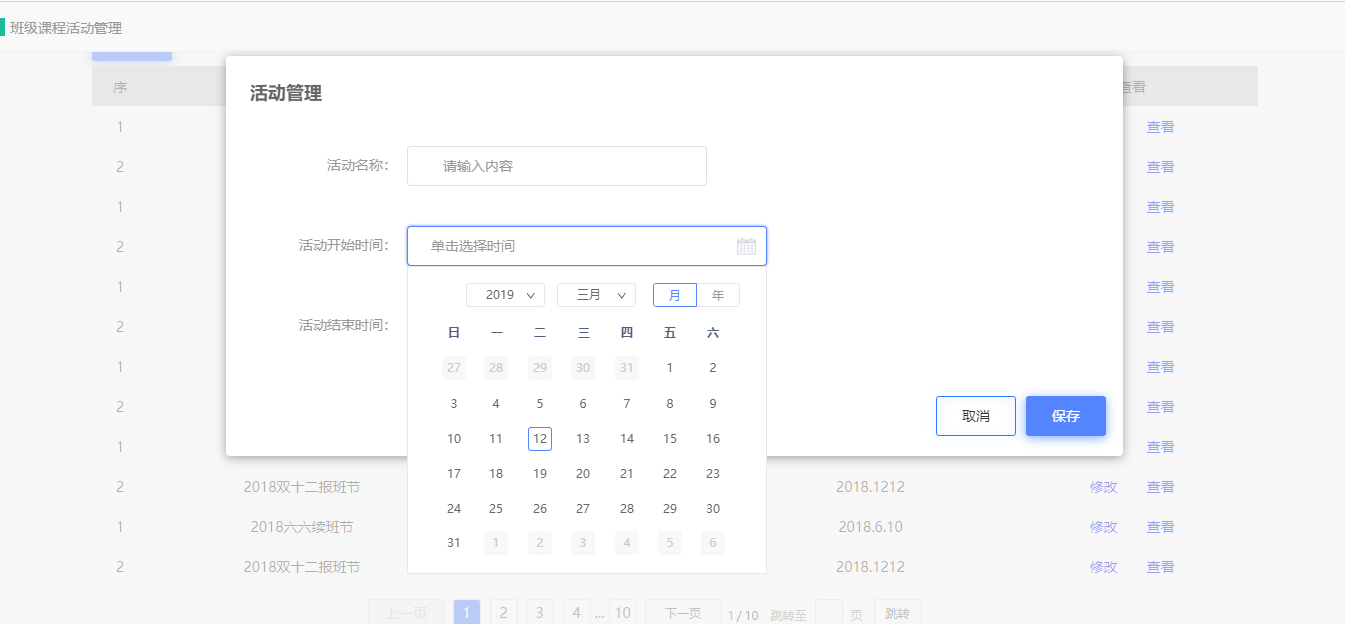 班级课程活动管理
序 查看
活动管理
1 查看
活动名称： 请输入内容
2 查看
1 查看
活动开始时间： 单击选择时间
2 查看
1 2019 三月 月 年 查看
活动结束时间：
2 日 一 二 三 四 五 六 查看
1 27 28 29 30 31 1 2 查看
2 3 4 5 6 7 8 9 查看
取消 保存
1 10 11 12 13 14 15 16 查看
17 18 19 20 21 22 23
2 2018双十二报班节 2018.1212 修改 查看
24 25 26 27 28 29 30
1 2018六六续班节 2018.6.10 修改 查看
31 1 2 3 4 5 6
2 2018双十二报班节 2018.1212 修改 查看
上一页 1 2 3 4 ... 10 下一页 1 / 10 跳转至 页 跳转